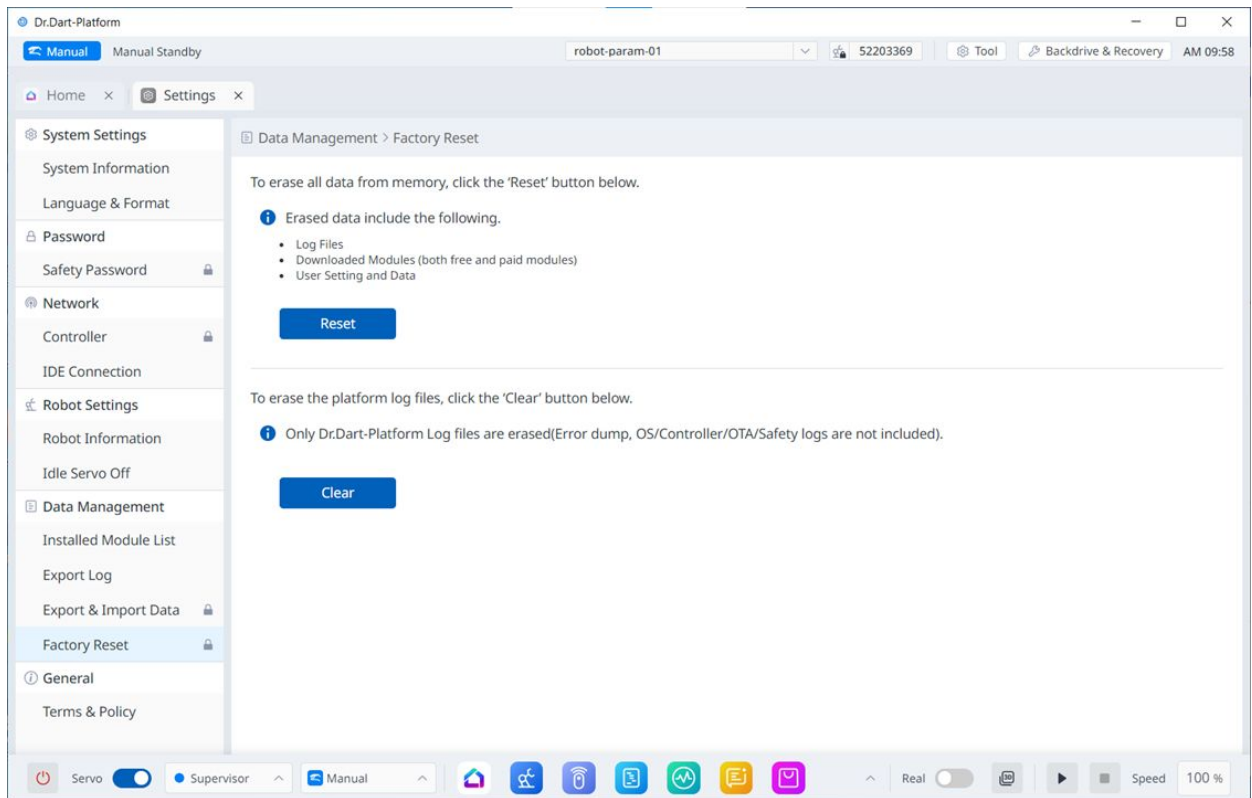 Dr.Dart-Platform
Manual Manual Standby robot-param-01 52203369 Tool Backdrive & Recovery AM 09:58
Home Settings
System Settings
System Information
Language & Format
Password
Safety Password
Network
Controller
IDE Connection
Robot Settings
Robot Information
Idle Servo Off
Data Management
Installed Module List
Export Log
Export & Import Data
Factory Reset
General
Terms & Policy
Data Management > Factory Reset
To erase all data from memory, click the ‘Reset’ button below.
Erased data include the following.
• Log Files
• Downloaded Modules (both free and paid modules)
• User Setting and Data
Reset
To erase the platform log files, click the ‘Clear’ button below.
Only Dr.Dart-Platform Log files are erased(Error dump, OS/Controller/OTA/Safety logs are not included).
Clear
Servo Supervisor Manual Real 3D Speed 100 %